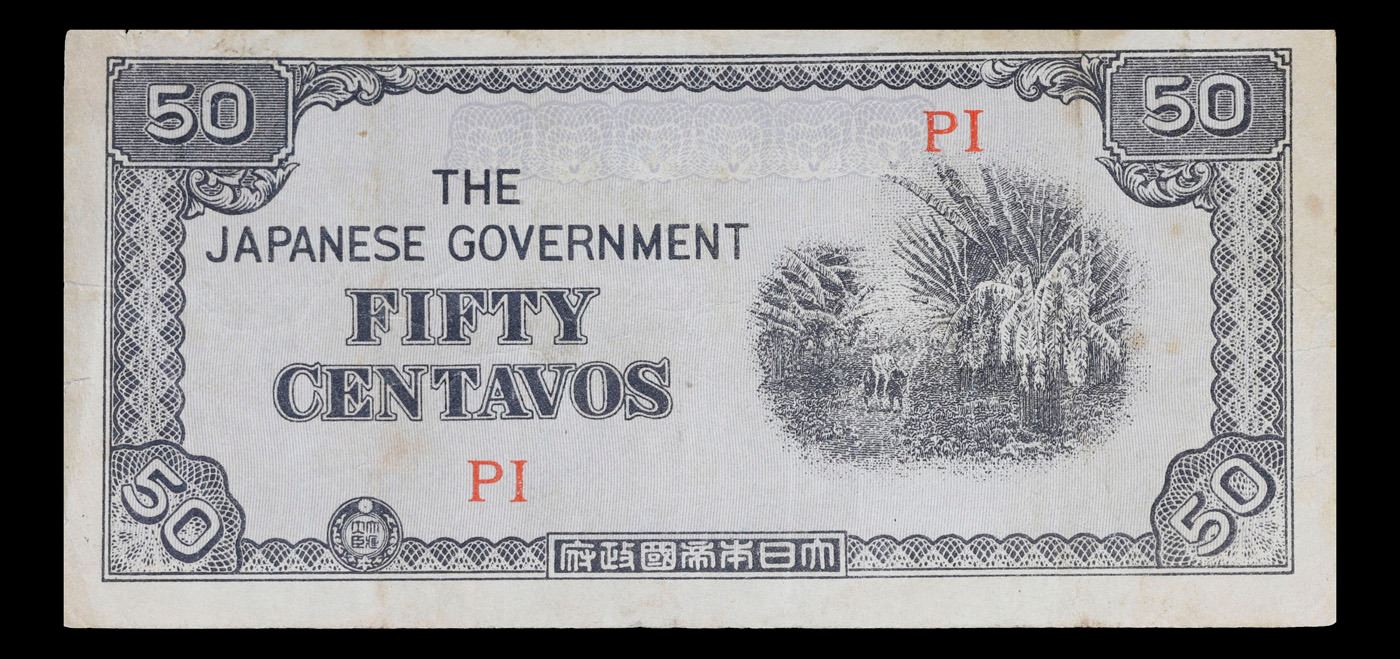 50
50
PI
THE
JAPANESE GOVERNMENT
FIFTY
CENTAVOS
PI
50
50
大日本帝國政府